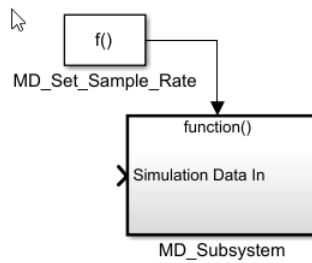 f()
MD_Set_Sample_Rate
function()
Simulation Data In
MD_Subsystem